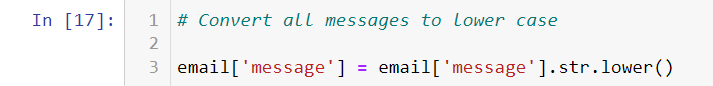 In [17]: 1 # Convert all messages to lower case
2
3 email['message'] = email['message'].str.lower()